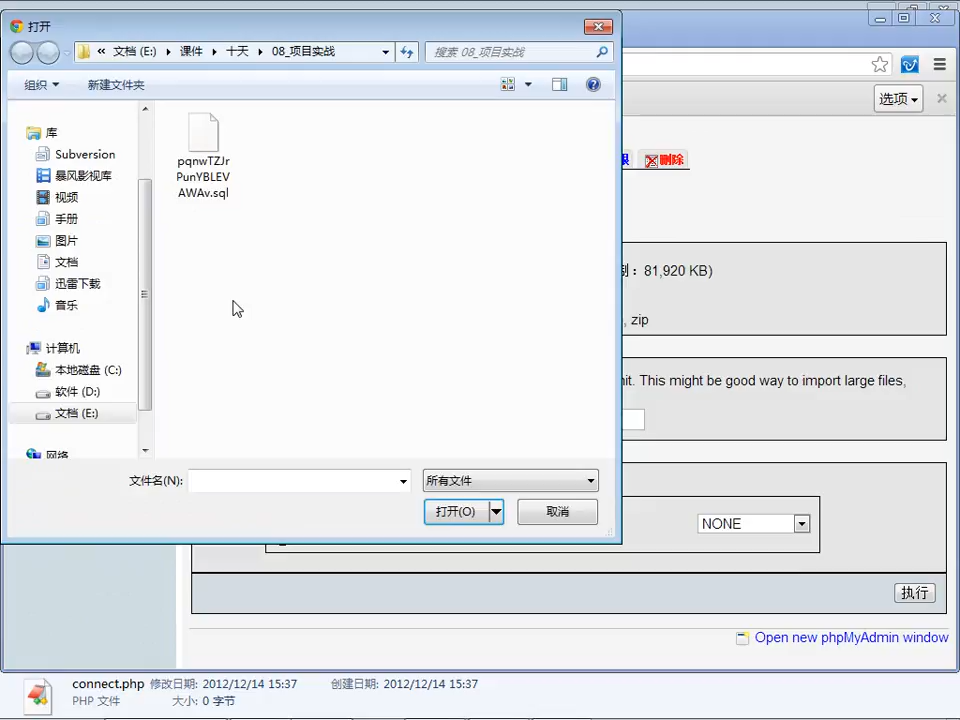 打开
« 文档 (E:) 课件 十天 08_项目实战
搜索 08_项目实战
组织 新建文件夹
选项
库
Subversion
暴风影视库
视频
手册
图片
文档
迅雷下载
音乐
计算机
本地磁盘 (C:)
软件 (D:)
文档 (E:)
网络
pqnwTZJr
PunYBLEV
AWAv.sql
删除
: 81,920 KB)
, zip
This might be good way to import large files,
文件名(N):
所有文件
打开(O)
取消
NONE
执行
Open new phpMyAdmin window
connect.php 修改日期: 2012/12/14 15:37 创建日期: 2012/12/14 15:37
PHP 文件 大小: 0 字节